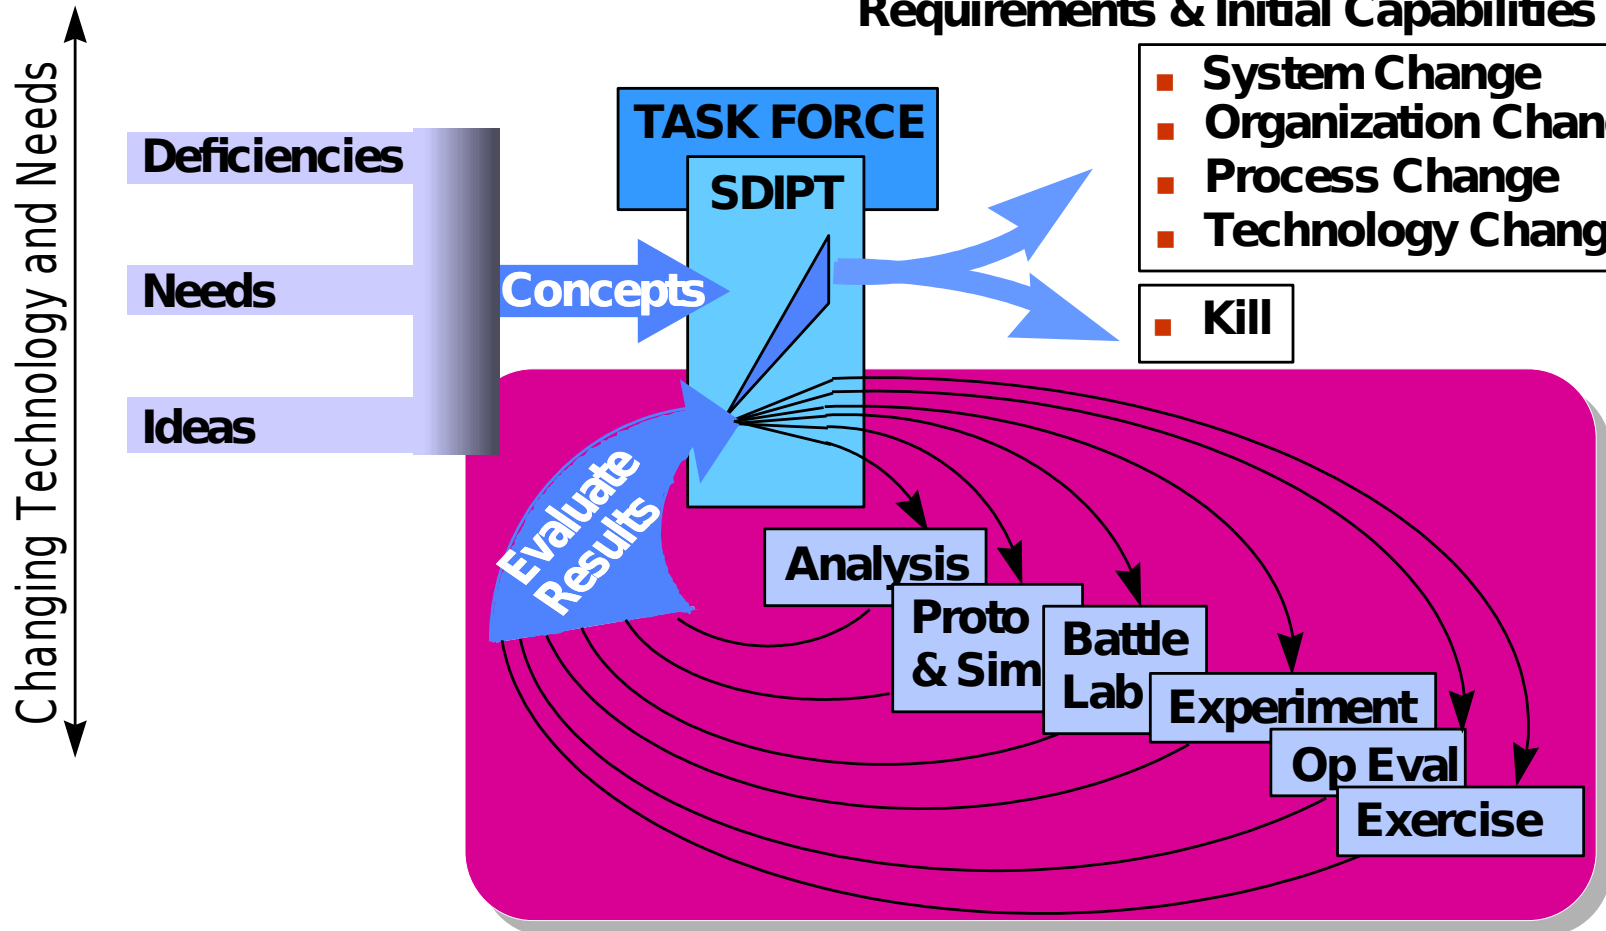 Requirements & Initial Capabilities
Changing Technology and Needs
Deficiencies
Needs
Ideas
Concepts
TASK FORCE
SDIPT
System Change
Organization Chan
Process Change
Technology Chang
Kill
Evaluate
Results
Analysis
Proto
& Sim
Battle
Lab
Experiment
Op Eval
Exercise